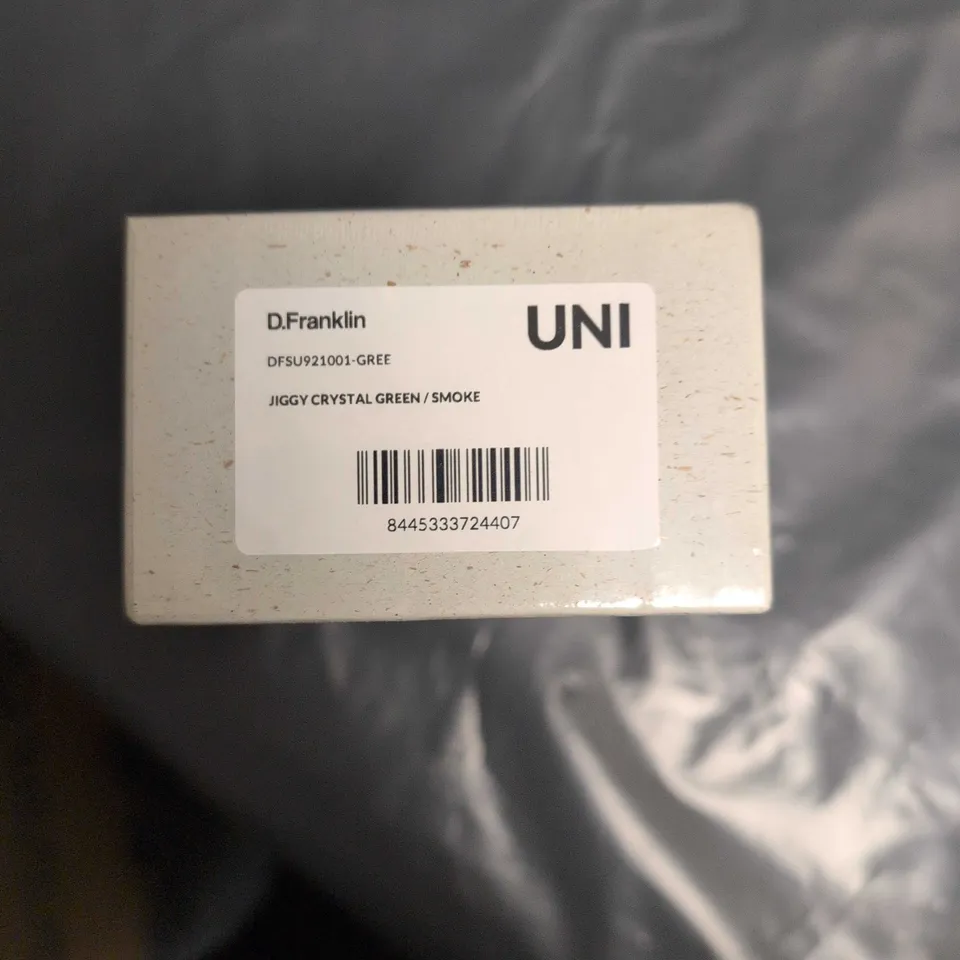 D.Franklin
UNI
DFSU921001-GREE
JIGGY CRYSTAL GREEN / SMOKE
8445333724407